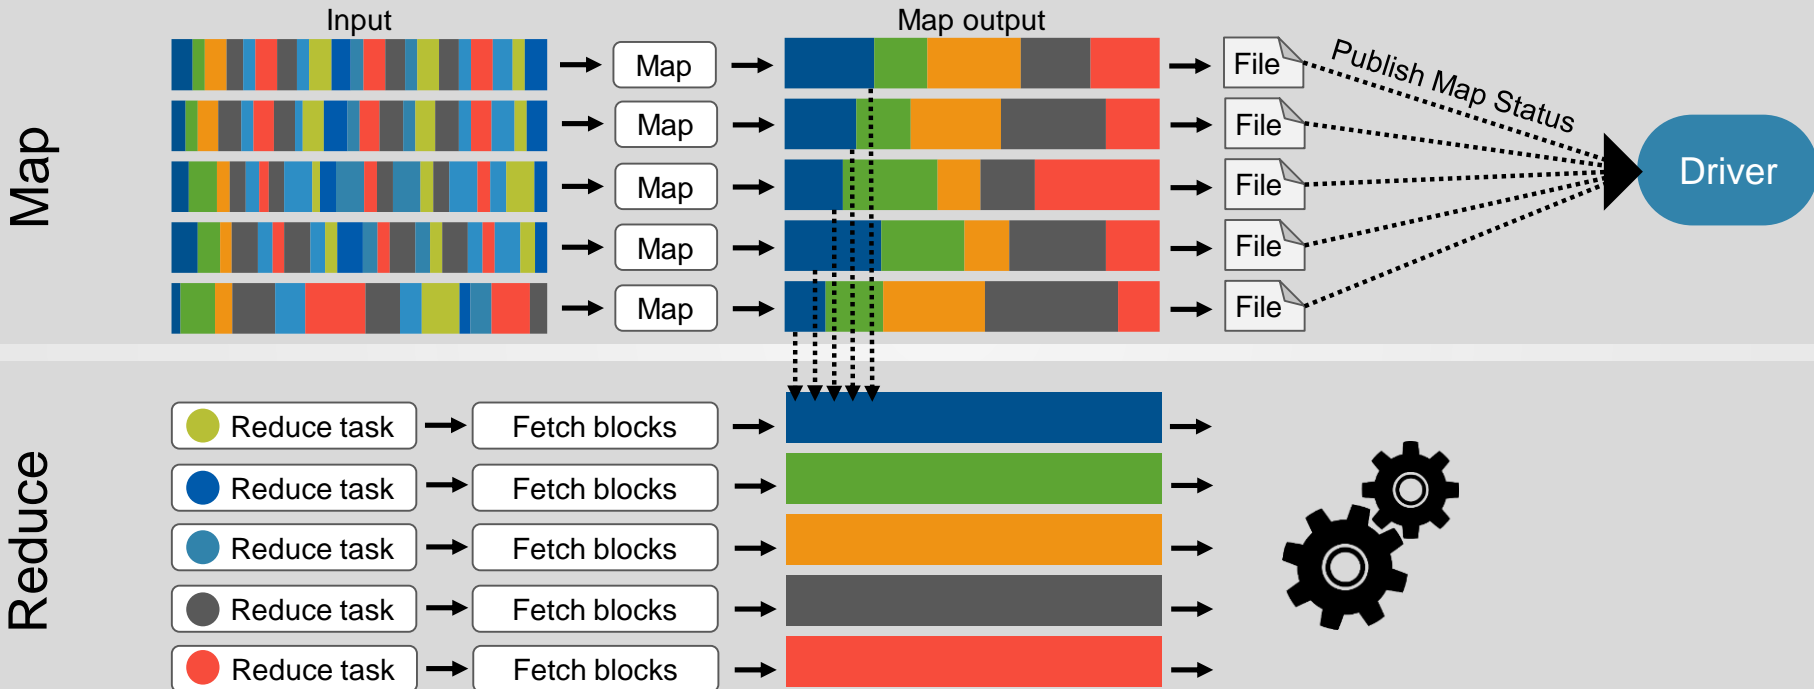 Input
Map output
Map
Map
File
Publish Map Status
Map
File
Map
File
Driver
Map
File
Map
File
Reduce
Reduce task
Fetch blocks
Reduce task
Fetch blocks
Reduce task
Fetch blocks
Reduce task
Fetch blocks
Reduce task
Fetch blocks